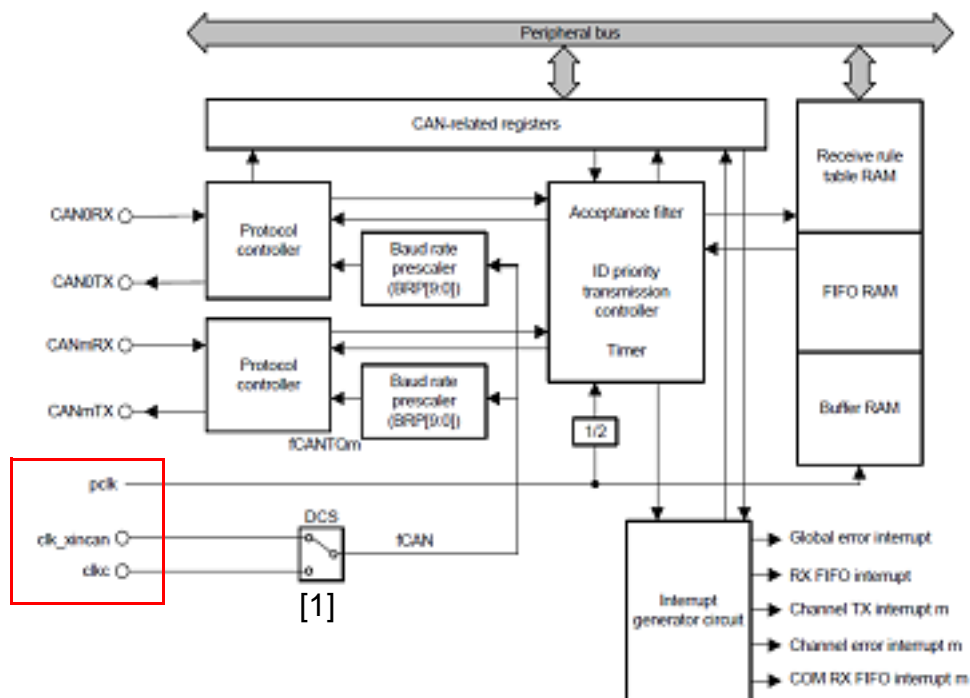 Peripheral bus
CAN-related registers
Receive rule
table RAM
FIFO RAM
Buffer RAM
CAN0RX
CAN0TX
Protocol
controller
Baud rate
prescaler
(BRP[9:0])
Acceptance filter
ID priority
transmission
controller
Timer
CANmRX
CANmTX
Protocol
controller
Baud rate
prescaler
(BRP[9:0])
fCANTQm
1/2
pclk
clk_xincan
clkc
DCS
fCAN
[1]
Interrupt
generator circuit
Global error interrupt
RX FIFO interrupt
Channel TX interrupt m
Channel error interrupt m
COM RX FIFO interrupt m